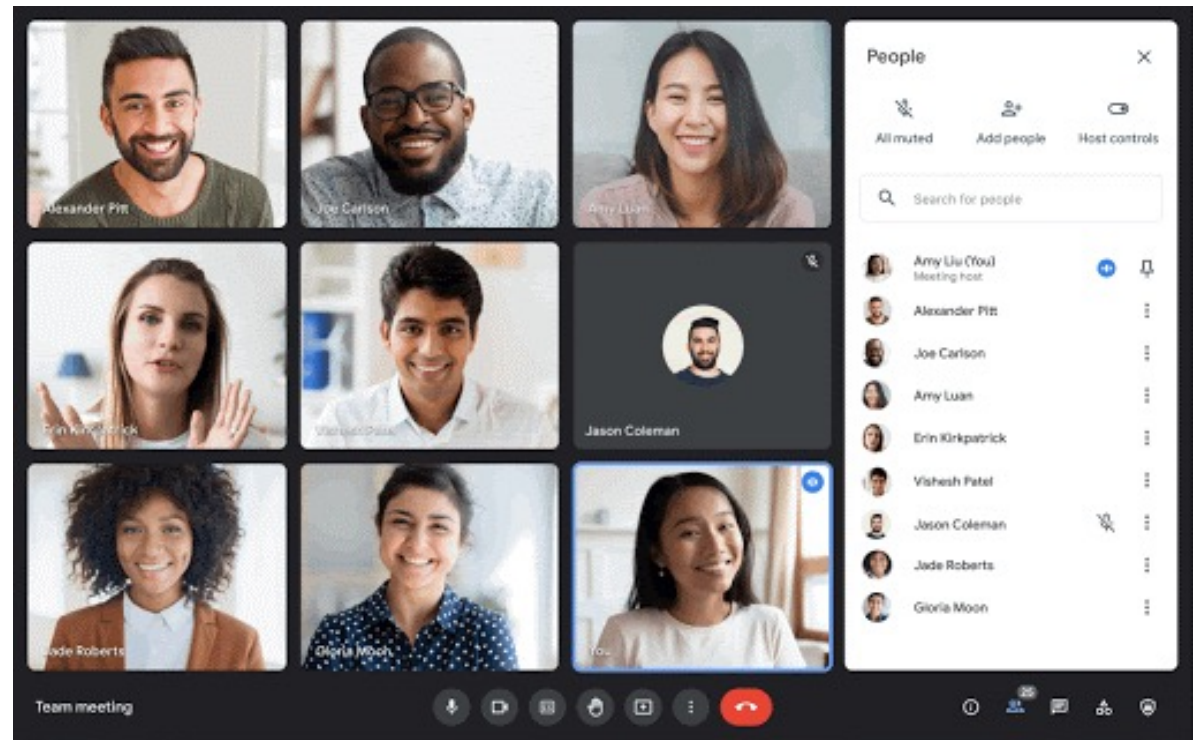 Alexander Pitt
Joe Carlson
Amy Luan
Erin Kirkpatrick
Vishesh Patel
Jason Coleman
Jade Roberts
Gloria Moon
You
Team meeting
People
All muted
Add people
Host controls
Search for people
Amy Liu (You)
Meeting host
Alexander Pitt
Joe Carlson
Amy Luan
Erin Kirkpatrick
Vishesh Patel
Jason Coleman
Jade Roberts
Gloria Moon
25